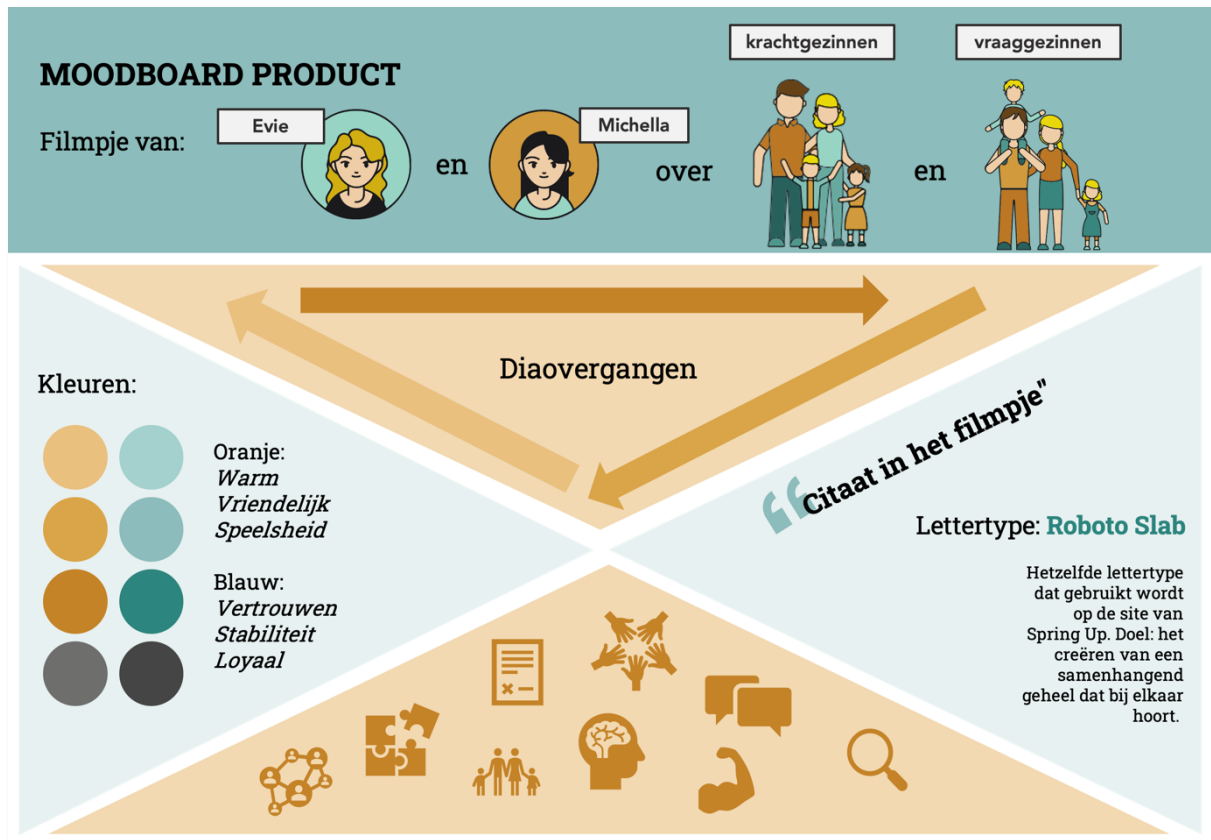 MOODBOARD PRODUCT
Filmpje van:
Evie
en
Michella
over
krachtgezinnen
en
vraaggezinnen
Diaovergangen
Kleuren:
Oranje:
Warm
Vriendelijk
Speelsheid
Blauw:
Vertrouwen
Stabiliteit
Loyaal
“Citaat in het filmpje"
Lettertype: Roboto Slab
Hetzelfde lettertype
dat gebruikt wordt
op de site van
Spring Up. Doel: het
creëren van een
samenhangend
geheel dat bij elkaar
hoort.